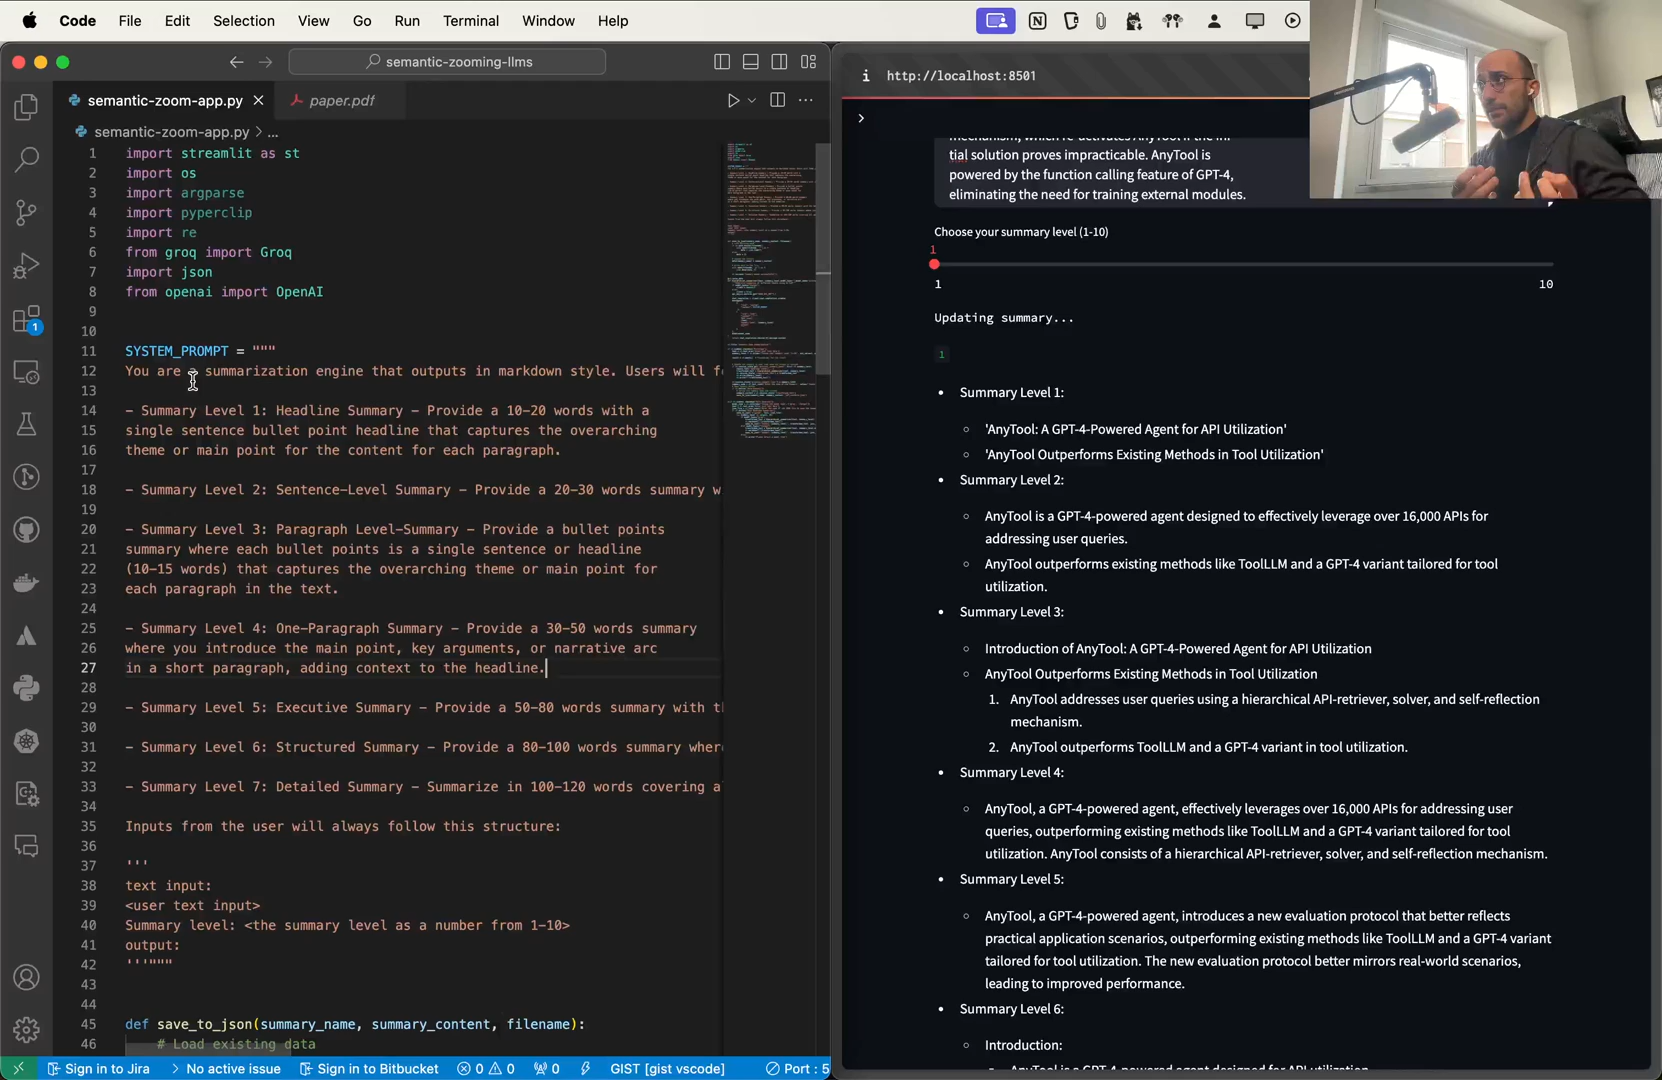 Code File Edit Selection View Go Run Terminal Window Help
semantic-zooming-llms
semantic-zoom-app.py paper.pdf
semantic-zoom-app.py > ...
1 import streamlit as st
2 import os
3 import argparse
4 import pyperclip
5 import re
6 from groq import Groq
7 import json
8 from openai import OpenAI
9
10
11 SYSTEM_PROMPT = """
12 You are a summarization engine that outputs in markdown style. Users will f
13
14 - Summary Level 1: Headline Summary - Provide a 10-20 words with a
15 single sentence bullet point headline that captures the overarching
16 theme or main point for the content for each paragraph.
17
18 - Summary Level 2: Sentence-Level Summary - Provide a 20-30 words summary w
19
20 - Summary Level 3: Paragraph Level-Summary - Provide a bullet points
21 summary where each bullet points is a single sentence or headline
22 (10-15 words) that captures the overarching theme or main point for
23 each paragraph in the text.
24
25 - Summary Level 4: One-Paragraph Summary - Provide a 30-50 words summary
26 where you introduce the main point, key arguments, or narrative arc
27 in a short paragraph, adding context to the headline.
28
29 - Summary Level 5: Executive Summary - Provide a 50-80 words summary with t
30
31 - Summary Level 6: Structured Summary - Provide a 80-100 words summary wher
32
33 - Summary Level 7: Detailed Summary - Summarize in 100-120 words covering a
34
35 Inputs from the user will always follow this structure:
36
37 '''
38 text input:
39 <user text input>
40 Summary level: <the summary level as a number from 1-10>
41 output:
42 '''"""
43
44
45 def save_to_json(summary_name, summary_content, filename):
46 # Load existing data
1
Sign in to Jira No active issue Sign in to Bitbucket 0 0 0 GIST [gist vscode] Port : 5
http://localhost:8501
mechanism, which re-activates AnyTool if the ini-
tial solution proves impracticable. AnyTool is
powered by the function calling feature of GPT-4,
eliminating the need for training external modules.
Choose your summary level (1-10)
1
1 10
Updating summary...
1
• Summary Level 1:
'AnyTool: A GPT-4-Powered Agent for API Utilization'
'AnyTool Outperforms Existing Methods in Tool Utilization'
• Summary Level 2:
AnyTool is a GPT-4-powered agent designed to effectively leverage over 16,000 APIs for
addressing user queries.
AnyTool outperforms existing methods like ToolLLM and a GPT-4 variant tailored for tool
utilization.
• Summary Level 3:
Introduction of AnyTool: A GPT-4-Powered Agent for API Utilization
AnyTool Outperforms Existing Methods in Tool Utilization
1. AnyTool addresses user queries using a hierarchical API-retriever, solver, and self-reflection
mechanism.
2. AnyTool outperforms ToolLLM and a GPT-4 variant in tool utilization.
• Summary Level 4:
AnyTool, a GPT-4-powered agent, effectively leverages over 16,000 APIs for addressing user
queries, outperforming existing methods like ToolLLM and a GPT-4 variant tailored for tool
utilization. AnyTool consists of a hierarchical API-retriever, solver, and self-reflection mechanism.
• Summary Level 5:
AnyTool, a GPT-4-powered agent, introduces a new evaluation protocol that better reflects
practical application scenarios, outperforming existing methods like ToolLLM and a GPT-4 variant
tailored for tool utilization. The new evaluation protocol better mirrors real-world scenarios,
leading to improved performance.
• Summary Level 6:
Introduction:
AnyTool is a GPT-4-powered agent designed for API utilization